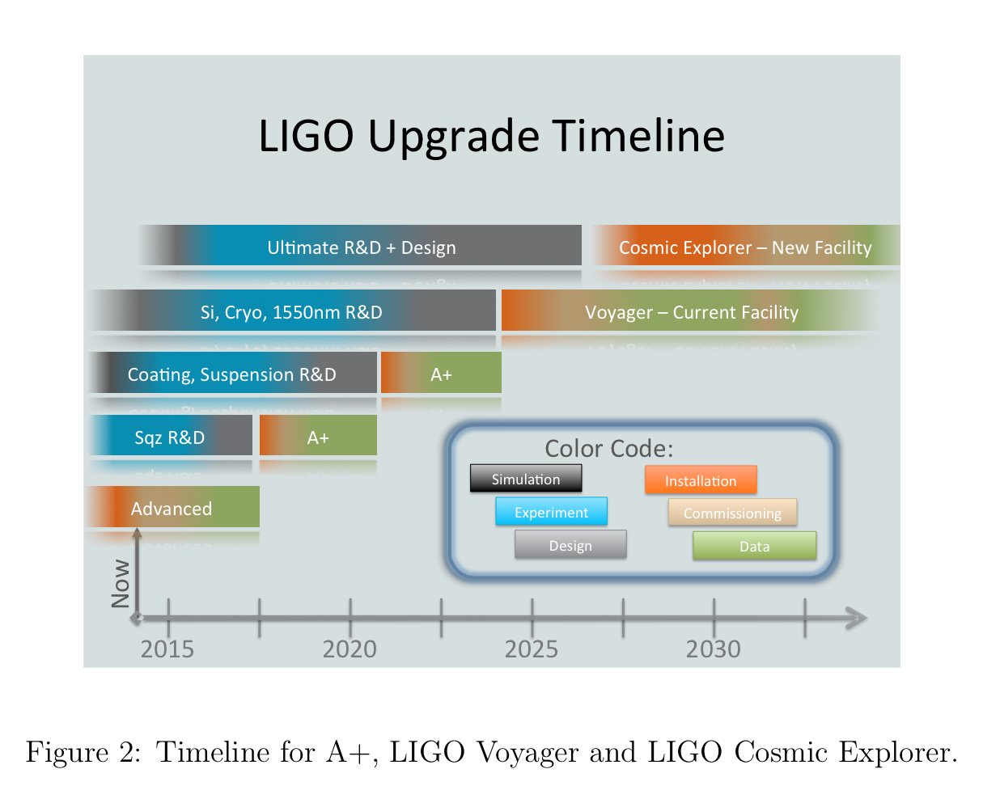 LIGO Upgrade Timeline
Ultimate R&D + Design
Cosmic Explorer – New Facility
Si, Cryo, 1550nm R&D
Voyager – Current Facility
Coating, Suspension R&D
A+
Sqz R&D
A+
Advanced
Color Code:
Simulation
Installation
Experiment
Commissioning
Design
Data
Now
2015
2020
2025
2030
Figure 2: Timeline for A+, LIGO Voyager and LIGO Cosmic Explorer.